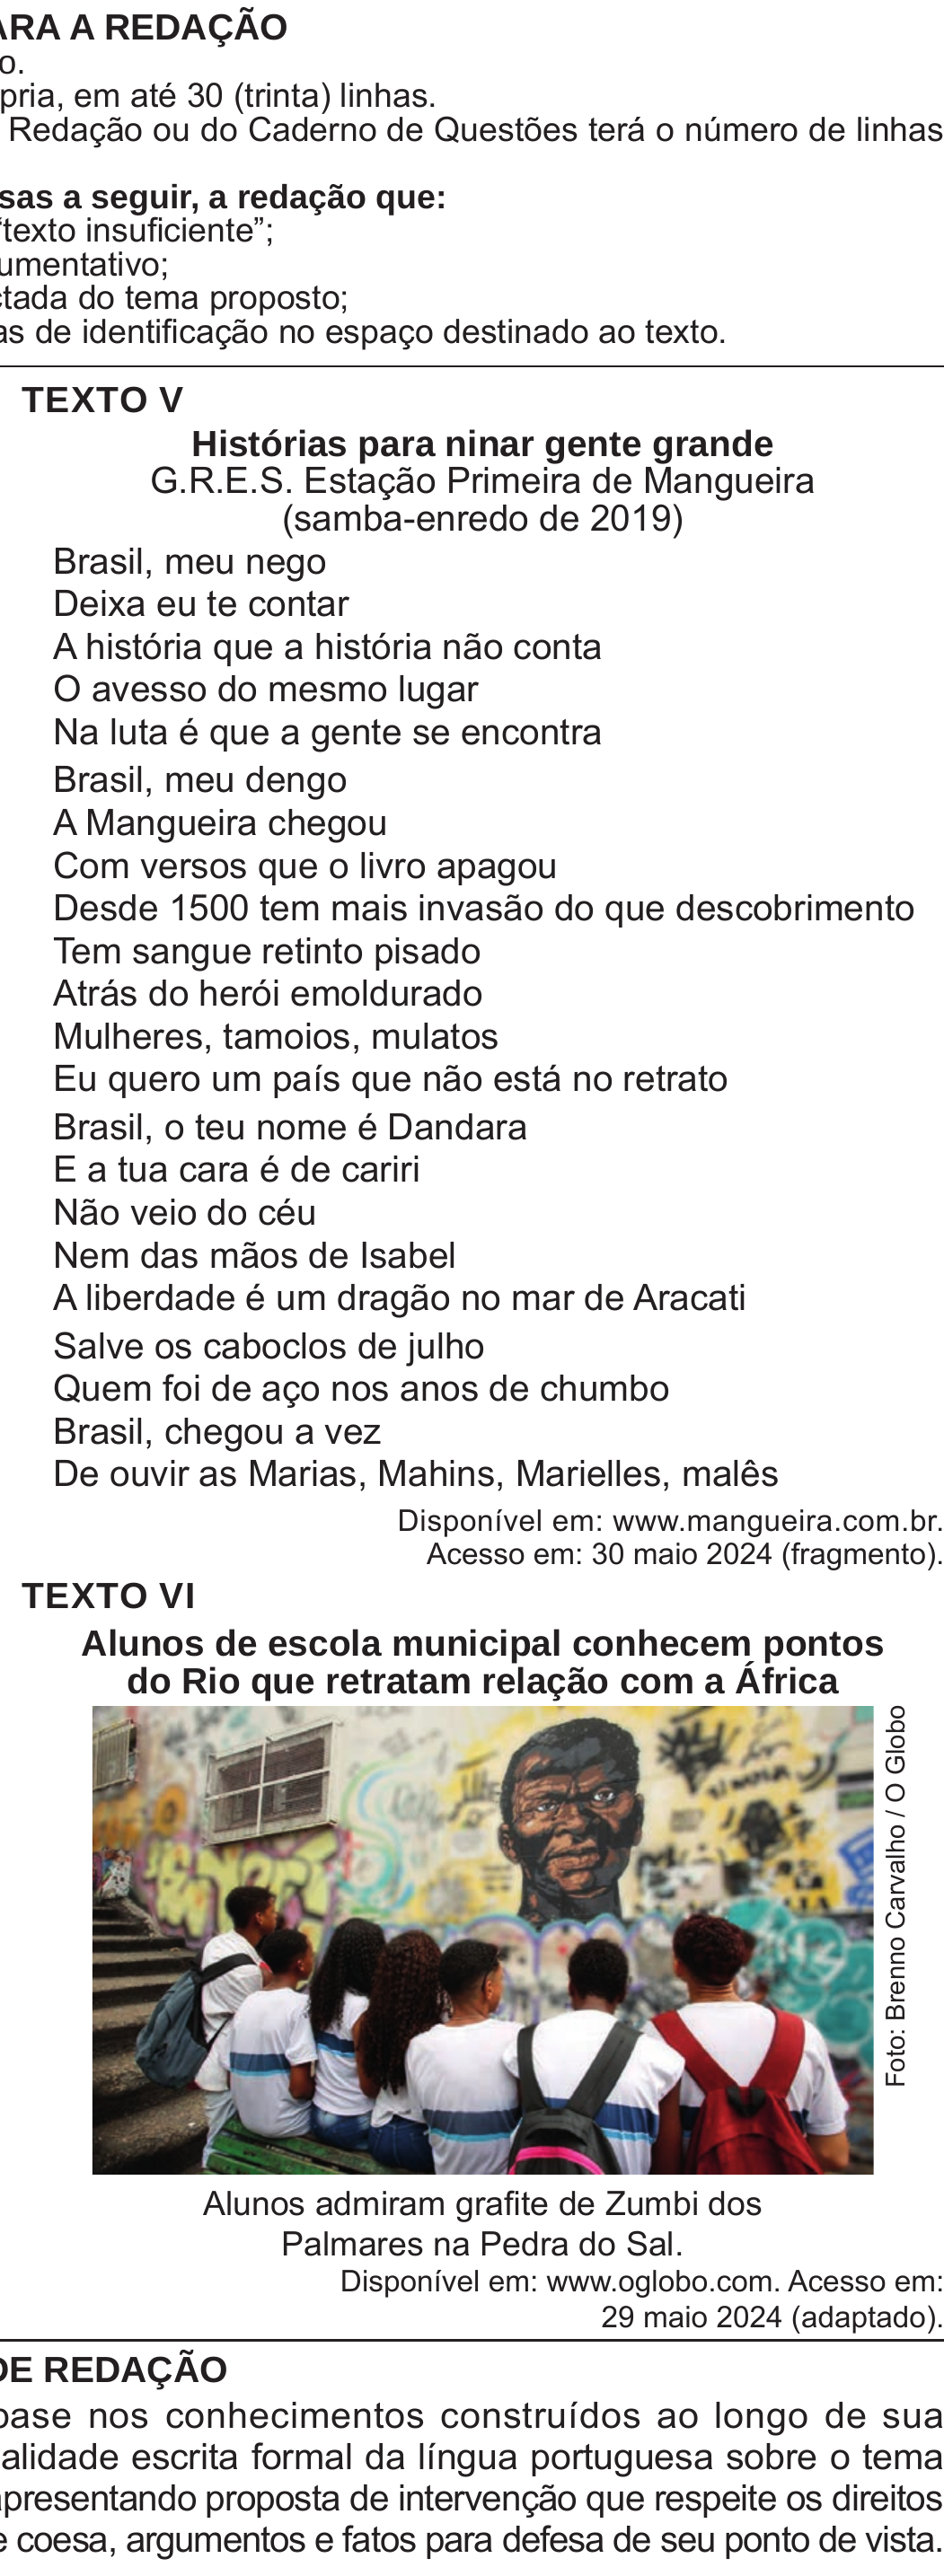 ARA A REDAÇÃO
o.
pria, em até 30 (trinta) linhas.
Redação ou do Caderno de Questões terá o número de linhas
sas a seguir, a redação que:
“texto insuficiente”;
umentativo;
ctada do tema proposto;
as de identificação no espaço destinado ao texto.
TEXTO V
Histórias para ninar gente grande
G.R.E.S. Estação Primeira de Mangueira
(samba-enredo de 2019)
Brasil, meu nego
Deixa eu te contar
A história que a história não conta
O avesso do mesmo lugar
Na luta é que a gente se encontra
Brasil, meu dengo
A Mangueira chegou
Com versos que o livro apagou
Desde 1500 tem mais invasão do que descobrimento
Tem sangue retinto pisado
Atrás do herói emoldurado
Mulheres, tamoios, mulatos
Eu quero um país que não está no retrato
Brasil, o teu nome é Dandara
E a tua cara é de cariri
Não veio do céu
Nem das mãos de Isabel
A liberdade é um dragão no mar de Aracati
Salve os caboclos de julho
Quem foi de aço nos anos de chumbo
Brasil, chegou a vez
De ouvir as Marias, Mahins, Marielles, malês
Disponível em: www.mangueira.com.br.
Acesso em: 30 maio 2024 (fragmento).
TEXTO VI
Alunos de escola municipal conhecem pontos
do Rio que retratam relação com a África
Foto: Brenno Carvalho / O Globo
Alunos admiram grafite de Zumbi dos
Palmares na Pedra do Sal.
Disponível em: www.oglobo.com. Acesso em:
29 maio 2024 (adaptado).
DE REDAÇÃO
base nos conhecimentos construídos ao longo de sua
alidade escrita formal da língua portuguesa sobre o tema
apresentando proposta de intervenção que respeite os direitos
e coesa, argumentos e fatos para defesa de seu ponto de vista.